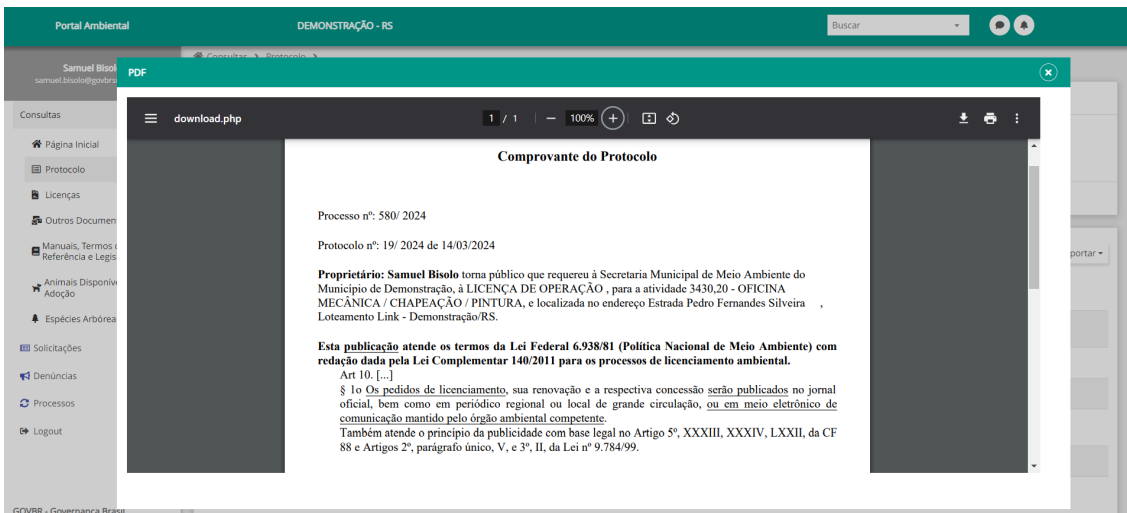 Portal Ambiental
DEMONSTRAÇÃO - RS
Buscar
Consultas > Protocolo >
Samuel Bisol
samuel.bisolo@govbrs
PDF
Consultas
Página Inicial
Protocolo
Licenças
Outros Documen
Manuais, Termos
Referência e Legis
Animais Disponíve
Adoção
Espécies Arbórea
Solicitações
Denúncias
Processos
Logout
GOVBR - Governança Brasil
download.php
1 / 1
100%
portar
Comprovante do Protocolo
Processo nº: 580/ 2024
Protocolo nº: 19/ 2024 de 14/03/2024
Proprietário: Samuel Bisolo torna público que requereu à Secretaria Municipal de Meio Ambiente do
Município de Demonstração, à LICENÇA DE OPERAÇÃO , para a atividade 3430,20 - OFICINA
MECÂNICA / CHAPEAÇÃO / PINTURA, e localizada no endereço Estrada Pedro Fernandes Silveira ,
Loteamento Link - Demonstração/RS.
Esta publicação atende os termos da Lei Federal 6.938/81 (Política Nacional de Meio Ambiente) com
redação dada pela Lei Complementar 140/2011 para os processos de licenciamento ambiental.
Art 10. [...]
§ 1o Os pedidos de licenciamento, sua renovação e a respectiva concessão serão publicados no jornal
oficial, bem como em periódico regional ou local de grande circulação, ou em meio eletrônico de
comunicação mantido pelo órgão ambiental competente.
Também atende o princípio da publicidade com base legal no Artigo 5º, XXXIII, XXXIV, LXXII, da CF
88 e Artigos 2º, parágrafo único, V, e 3º, II, da Lei nº 9.784/99.